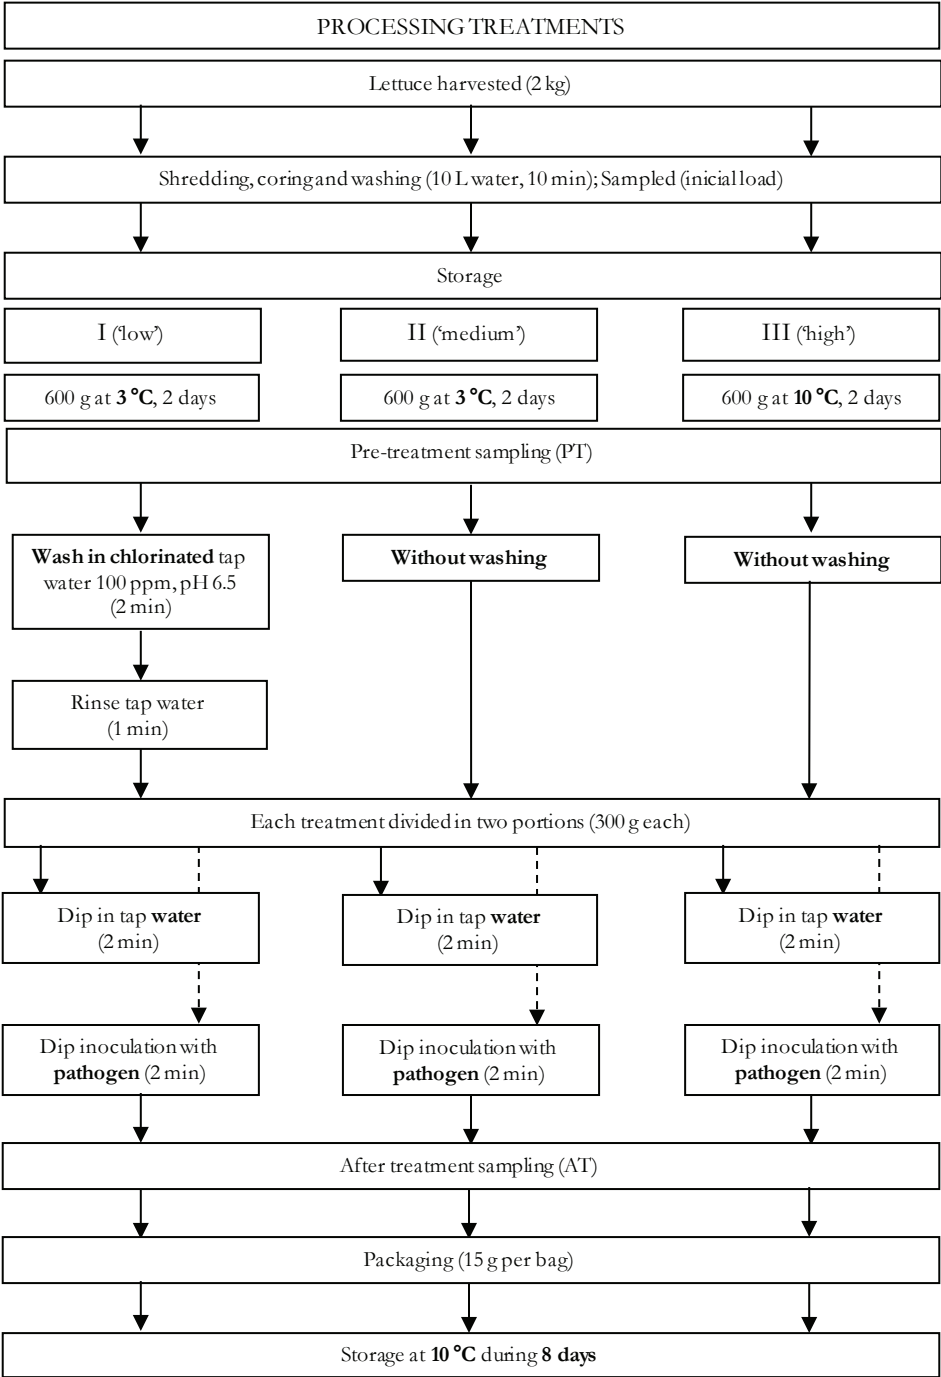 PROCESSING TREATMENTS
Lettuce harvested (2 kg)
Shredding, coring and washing (10 L water, 10 min); Sampled (inicial load)
Storage
I (‘low’)
II (‘medium’)
III (‘high’)
600 g at 3 °C, 2 days
600 g at 3 °C, 2 days
600 g at 10 °C, 2 days
Pre-treatment sampling (PT)
Wash in chlorinated tap
water 100 ppm, pH 6.5
(2 min)
Without washing
Without washing
Rinse tap water
(1 min)
Each treatment divided in two portions (300 g each)
Dip in tap water
(2 min)
Dip in tap water
(2 min)
Dip in tap water
(2 min)
Dip inoculation with
pathogen (2 min)
Dip inoculation with
pathogen (2 min)
Dip inoculation with
pathogen (2 min)
After treatment sampling (AT)
Packaging (15 g per bag)
Storage at 10 °C during 8 days